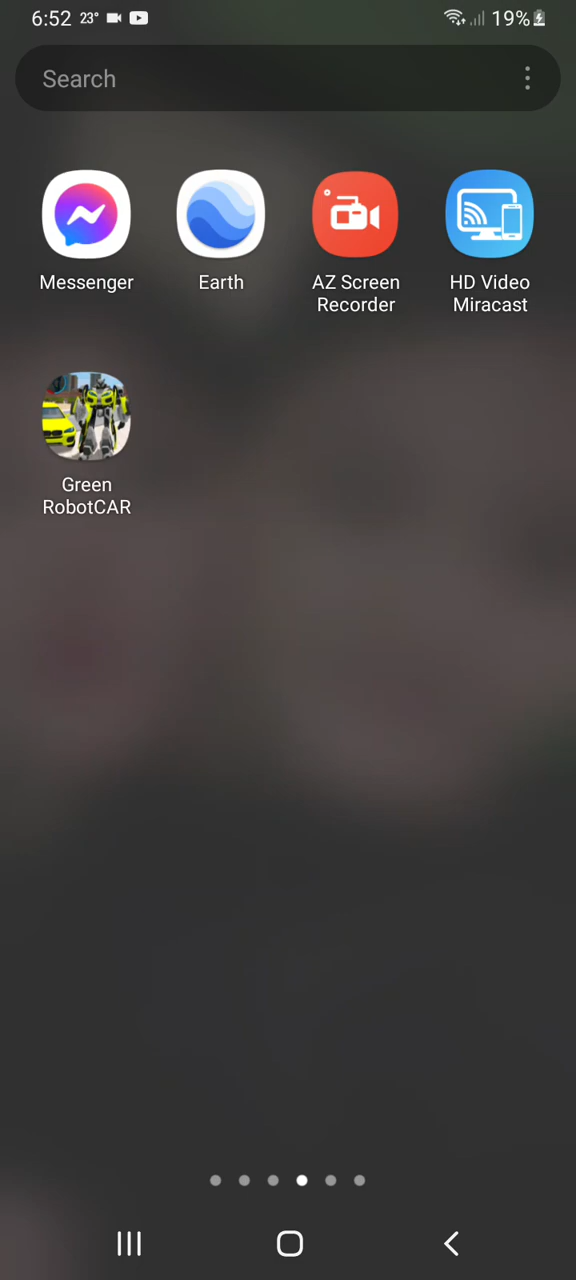 6:52 23° 19%
Search
Messenger Earth AZ Screen HD Video
Recorder Miracast
Green
RobotCAR